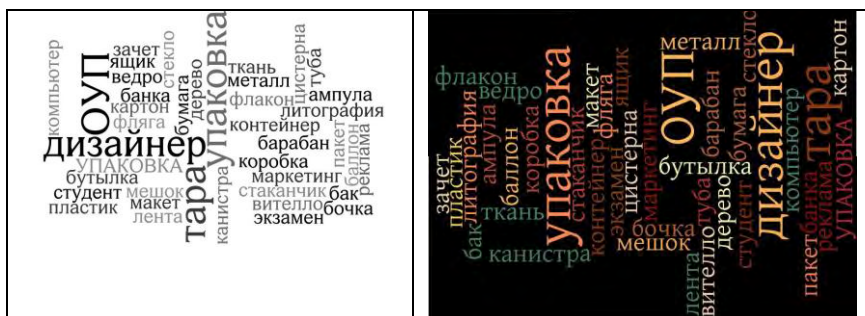 компьютер
ОУП
зачет
ящик
ведро
банка
картон
фляга
стекло
бумага
дерево
упаковка
ткань
металл
флакон
контейнер
цистерна
туба
ампула
литография
барабан
дизайнер
УПАКОВКА
бутылка
студент
мешок
пластик
макет
лента
тара
канистра
коробка
маркетинг
стаканчик
вителло
экзамен
пакет
баллон
реклама
бак
бочка
флакон
ведро
зачет
пластик
литография
ампула
баллон
коробка
бак
ткань
канистра
упаковка
стаканчик
контейнер
макет
фляга
экзамен
ящик
цистерна
бочка
мешок
маркетинг
металл
ОУП
барабан
бумага
стекло
бутылка
туба
дерево
лента
вителло
студент
дизайнер
компьютер
тара
картон
пакет
банка
реклама
УПАКОВКА